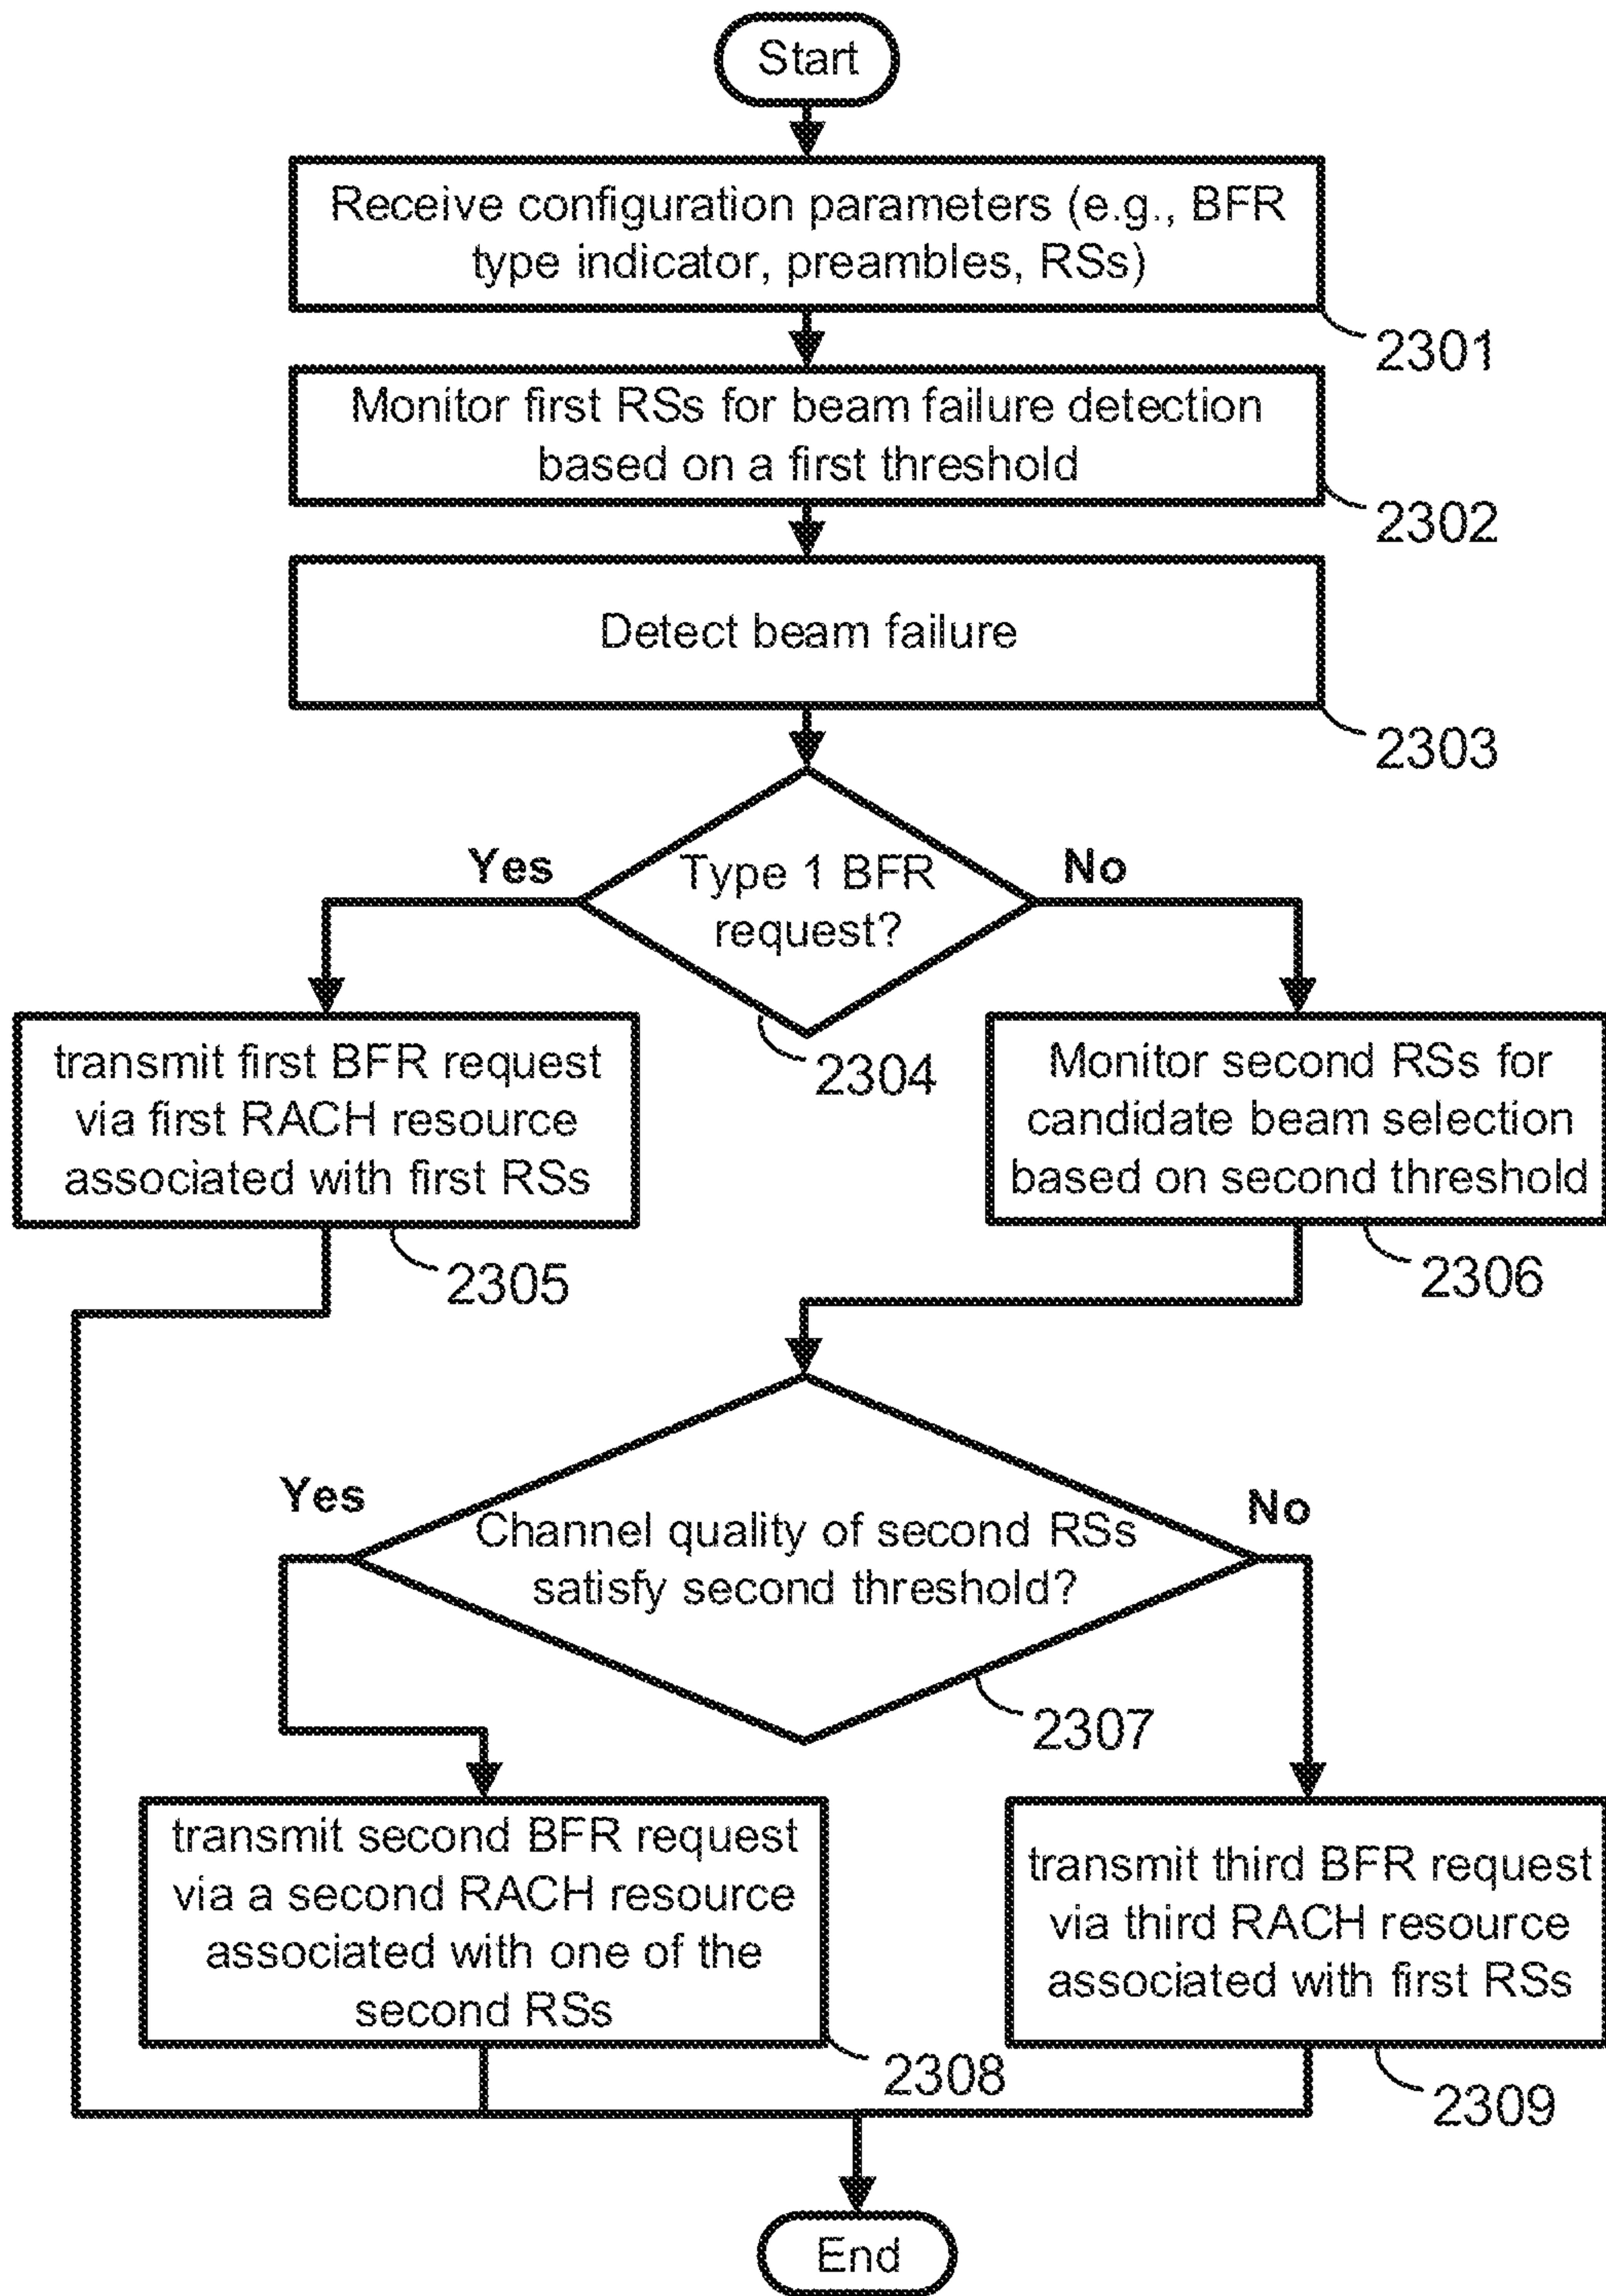 Start
Receive configuration parameters (e.g., BFR
type indicator, preambles, RSs)
2301
Monitor first RSs for beam failure detection
based on a first threshold
2302
Detect beam failure
2303
Type 1 BFR
request?
Yes
No
2304
transmit first BFR request
via first RACH resource
associated with first RSs
2305
Monitor second RSs for
candidate beam selection
based on second threshold
2306
Channel quality of second RSs
satisfy second threshold?
Yes
No
2307
transmit second BFR request
via a second RACH resource
associated with one of the
second RSs
2308
transmit third BFR request
via third RACH resource
associated with first RSs
2309
End